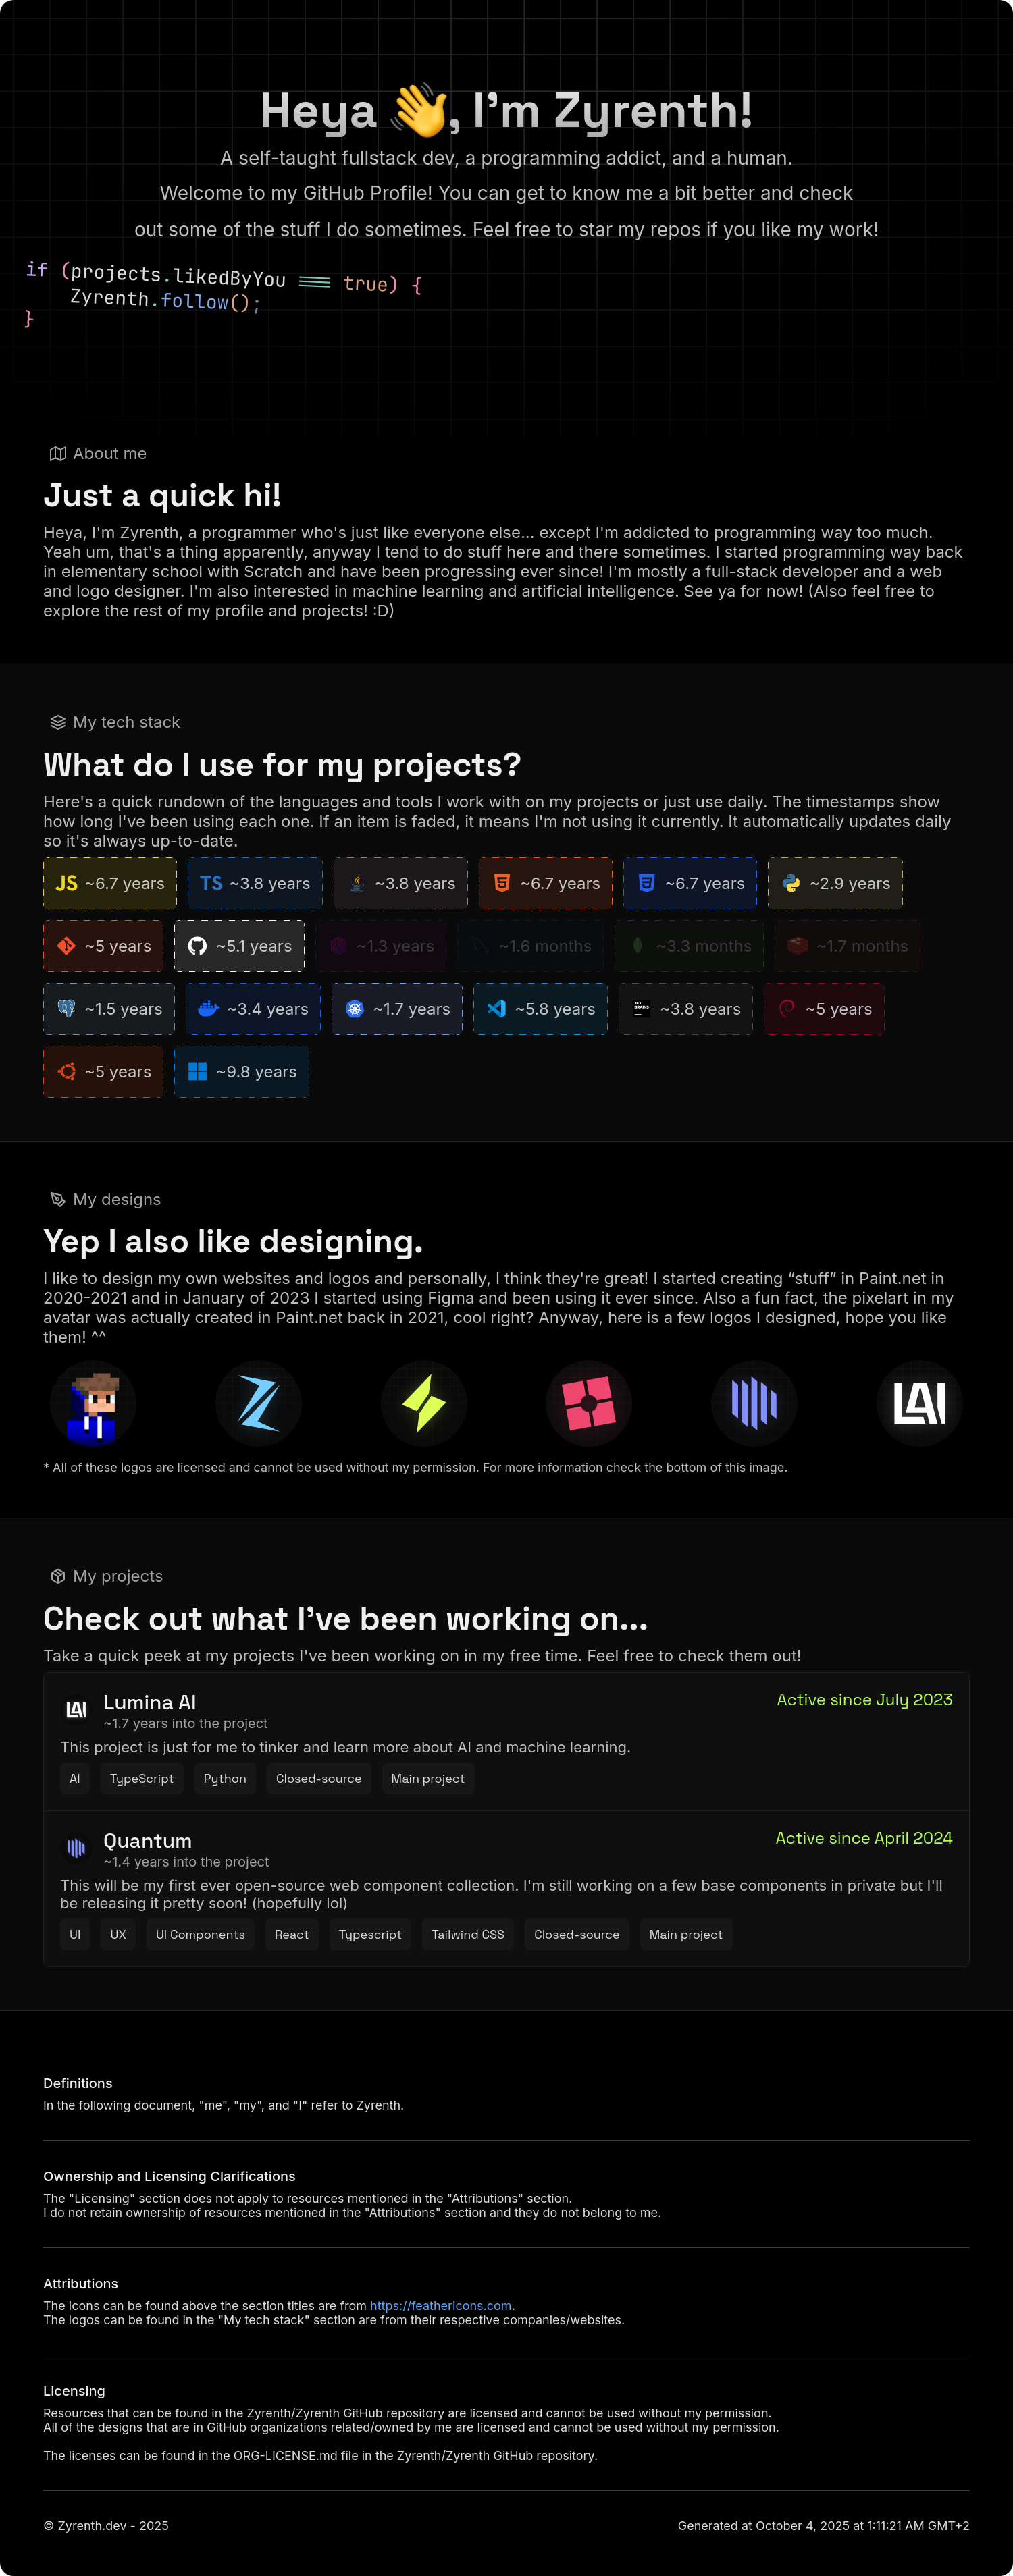 Heya 👋, I’m Zyrenth!
A self-taught fullstack dev, a programming addict, and a human.
Welcome to my GitHub Profile! You can get to know me a bit better and check
out some of the stuff I do sometimes. Feel free to star my repos if you like my work!
if (projects.likedByYou === true) {
Zyrenth.follow();
}
About me
Just a quick hi!
Heya, I'm Zyrenth, a programmer who's just like everyone else... except I'm addicted to programming way too much.
Yeah um, that's a thing apparently, anyway I tend to do stuff here and there sometimes. I started programming way back
in elementary school with Scratch and have been progressing ever since! I'm mostly a full-stack developer and a web
and logo designer. I'm also interested in machine learning and artificial intelligence. See ya for now! (Also feel free to
explore the rest of my profile and projects! :D)
My tech stack
What do I use for my projects?
Here's a quick rundown of the languages and tools I work with on my projects or just use daily. The timestamps show
how long I've been using each one. If an item is faded, it means I'm not using it currently. It automatically updates daily
so it's always up-to-date.
JS ~6.7 years TS ~3.8 years ~3.8 years ~6.7 years ~6.7 years ~2.9 years
~5 years ~5.1 years ~1.3 years ~1.6 months ~3.3 months ~1.7 months
~1.5 years ~3.4 years ~1.7 years ~5.8 years JET BRAINS ~3.8 years ~5 years
~5 years ~9.8 years
My designs
Yep I also like designing.
I like to design my own websites and logos and personally, I think they're great! I started creating “stuff” in Paint.net in
2020-2021 and in January of 2023 I started using Figma and been using it ever since. Also a fun fact, the pixelart in my
avatar was actually created in Paint.net back in 2021, cool right? Anyway, here is a few logos I designed, hope you like
them! ^^
LAI
* All of these logos are licensed and cannot be used without my permission. For more information check the bottom of this image.
My projects
Check out what I’ve been working on...
Take a quick peek at my projects I've been working on in my free time. Feel free to check them out!
LAI Lumina AI Active since July 2023
~1.7 years into the project
This project is just for me to tinker and learn more about AI and machine learning.
AI TypeScript Python Closed-source Main project
Quantum Active since April 2024
~1.4 years into the project
This will be my first ever open-source web component collection. I'm still working on a few base components in private but I'll
be releasing it pretty soon! (hopefully lol)
UI UX UI Components React Typescript Tailwind CSS Closed-source Main project
Definitions
In the following document, "me", "my", and "I" refer to Zyrenth.
Ownership and Licensing Clarifications
The "Licensing" section does not apply to resources mentioned in the "Attributions" section.
I do not retain ownership of resources mentioned in the "Attributions" section and they do not belong to me.
Attributions
The icons can be found above the section titles are from https://feathericons.com.
The logos can be found in the "My tech stack" section are from their respective companies/websites.
Licensing
Resources that can be found in the Zyrenth/Zyrenth GitHub repository are licensed and cannot be used without my permission.
All of the designs that are in GitHub organizations related/owned by me are licensed and cannot be used without my permission.
The licenses can be found in the ORG-LICENSE.md file in the Zyrenth/Zyrenth GitHub repository.
© Zyrenth.dev - 2025 Generated at October 4, 2025 at 1:11:21 AM GMT+2